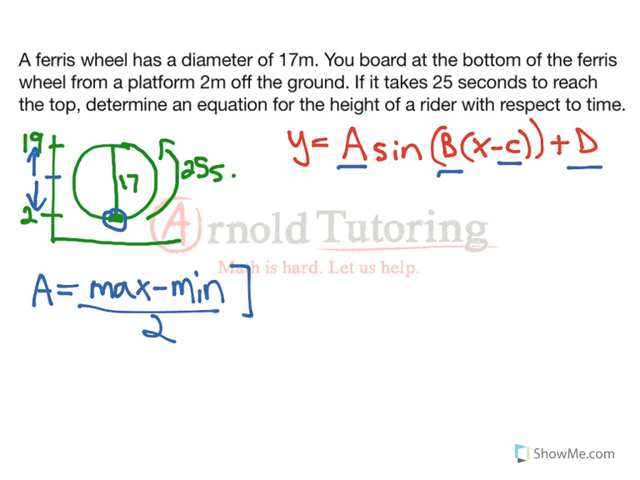 A ferris wheel has a diameter of 17m. You board at the bottom of the ferris
wheel from a platform 2m off the ground. If it takes 25 seconds to reach
the top, determine an equation for the height of a rider with respect to time.
y = A sin (B(x-c)) + D
19
17
25s.
2
Arnold Tutoring
Math is hard. Let us help.
A = max - min
2
ShowMe.com